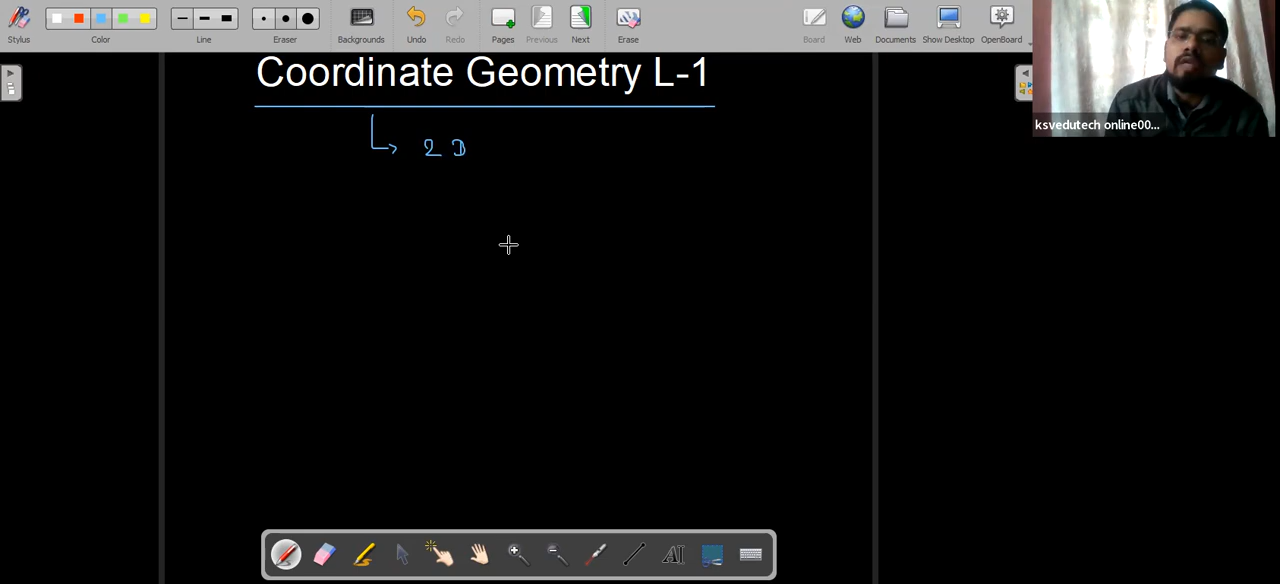 Color
Line
Eraser
Stylus
Backgrounds
Undo
Redo
Pages
Previous
Next
Erase
Board
Web
Documents
Show Desktop
OpenBoard
ksvedutech online00...
Coordinate Geometry L-1
2 D
AI